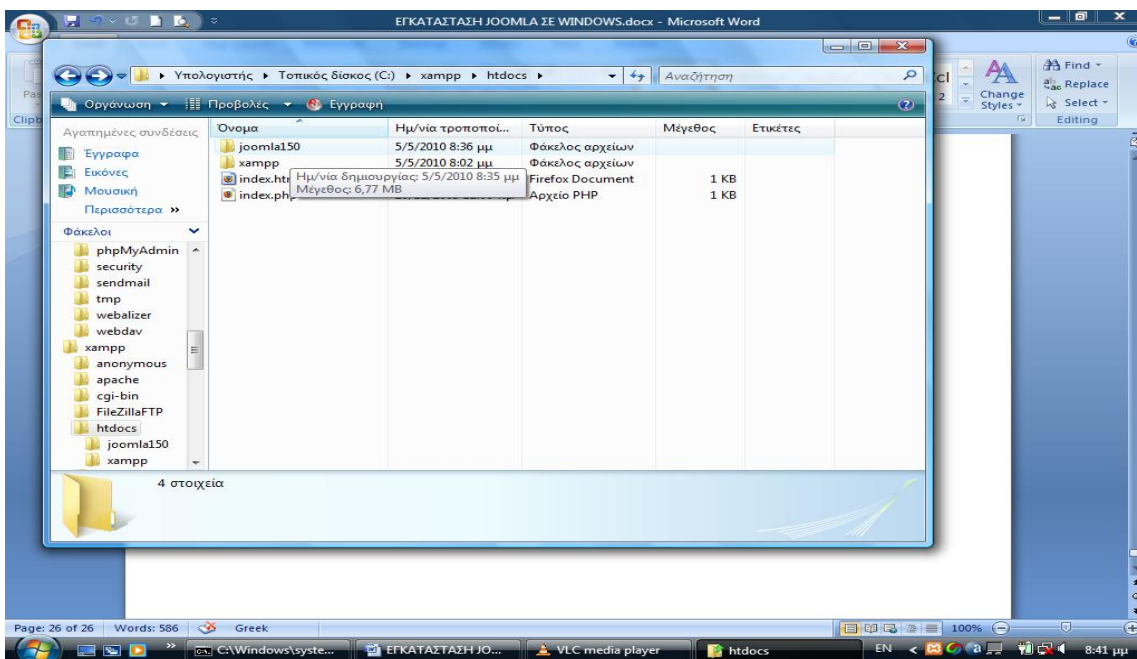 ΕΓΚΑΤΑΣΤΑΣΗ JOOMLA ΣΕ WINDOWS.docx - Microsoft Word
Υπολογιστής ▸ Τοπικός δίσκος (C:) ▸ xampp ▸ htdocs ▸ Αναζήτηση
Οργάνωση Προβολές Εγγραφή
Change Styles
Find
Replace
Select
Editing
Αγαπημένες συνδέσεις
Έγγραφα
Εικόνες
Μουσική
Περισσότερα »
Φάκελοι
phpMyAdmin
security
sendmail
tmp
webalizer
webdav
xampp
anonymous
apache
cgi-bin
FileZillaFTP
htdocs
joomla150
xampp
Όνομα Ημ/νία τροποποί... Τύπος Μέγεθος Ετικέτες
joomla150 5/5/2010 8:36 μμ Φάκελος αρχείων
xampp 5/5/2010 8:02 μμ Φάκελος αρχείων
Firefox Document 1 KB
Αρχείο PHP 1 KB
Ημ/νία δημιουργίας: 5/5/2010 8:35 μμ
Μέγεθος: 6,77 MB
4 στοιχεία
Page: 26 of 26 Words: 586 Greek 100%
C:\Windows\syste... ΕΓΚΑΤΑΣΤΑΣΗ JO... VLC media player htdocs EN 8:41 μμ